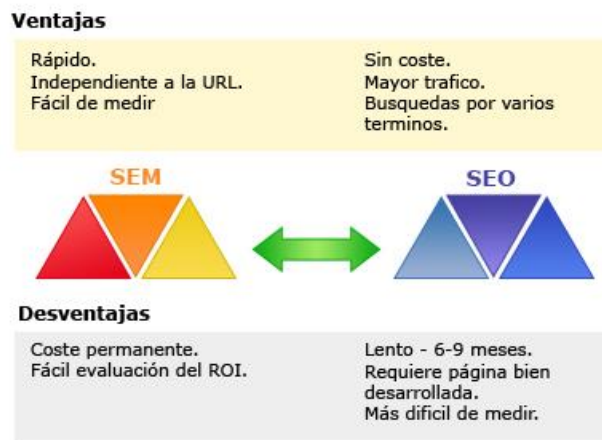 Ventajas
Rápido.
Independiente a la URL.
Fácil de medir
Sin coste.
Mayor trafico.
Busquedas por varios
terminos.
SEM
SEO
Desventajas
Coste permanente.
Fácil evaluación del ROI.
Lento - 6-9 meses.
Requiere página bien
desarrollada.
Más dificil de medir.